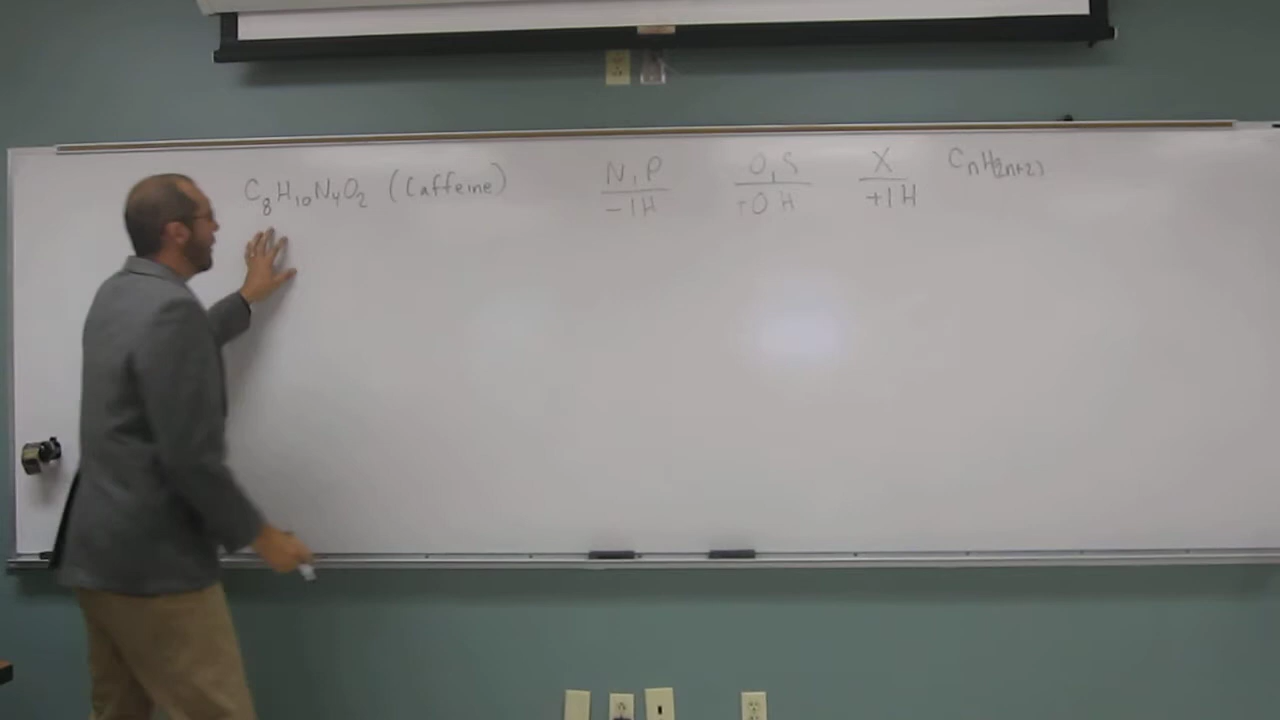 C₈H₁₀N₄O₂ (Caffeine)
N, P
-1H
O, S
+0 H
X
+1 H
CₙH(2n+2)